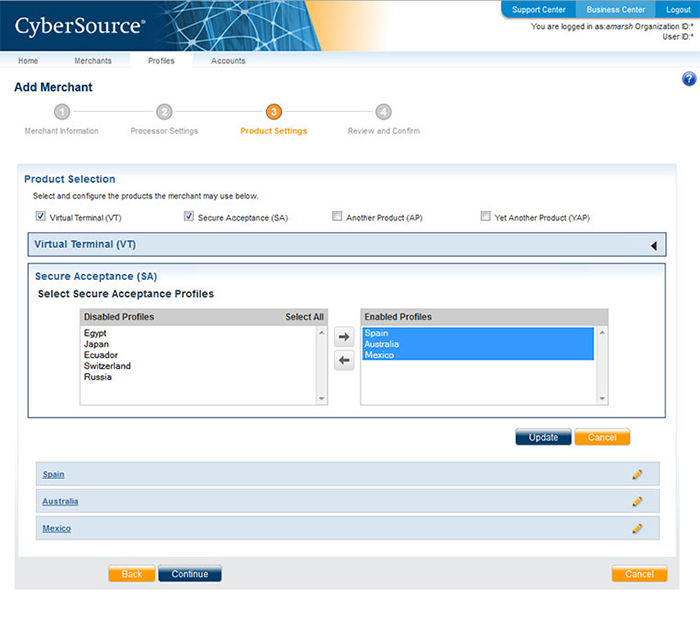 CyberSource®
Support Center Business Center Logout
You are logged in as:amarsh Organization ID:*
User ID:*
Home Merchants Profiles Accounts
?
Add Merchant
1 2 3 4
Merchant Information Processor Settings Product Settings Review and Confirm
Product Selection
Select and configure the products the merchant may use below.
Virtual Terminal (VT) Secure Acceptance (SA) Another Product (AP) Yet Another Product (YAP)
Virtual Terminal (VT)
Secure Acceptance (SA)
Select Secure Acceptance Profiles
Disabled Profiles Select All Enabled Profiles
Egypt Spain
Japan Australia
Ecuador Mexico
Switzerland
Russia
Update Cancel
Spain
Australia
Mexico
Back Continue Cancel